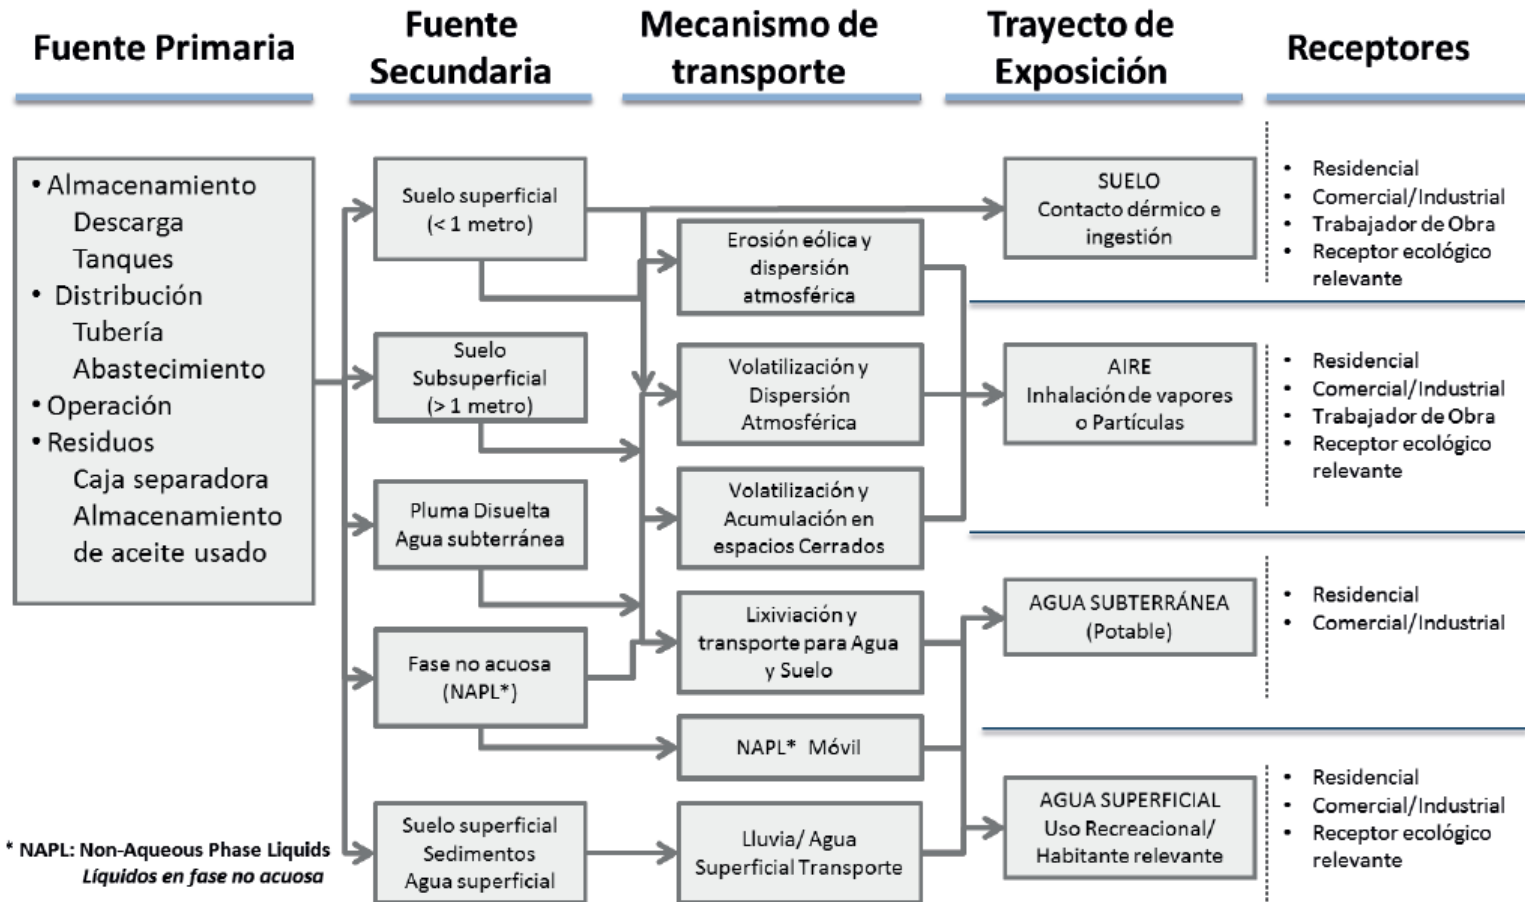 Fuente Primaria
Fuente
Secundaria
Mecanismo de
transporte
Trayecto de
Exposición
Receptores
• Almacenamiento
Descarga
Tanques
• Distribución
Tubería
Abastecimiento
• Operación
• Residuos
Caja separadora
Almacenamiento
de aceite usado
Suelo superficial
(< 1 metro)
Suelo
Subsuperficial
(> 1 metro)
Pluma Disuelta
Agua subterránea
Fase no acuosa
(NAPL*)
Suelo superficial
Sedimentos
Agua superficial
Erosión eólica y
dispersión
atmosférica
Volatilización y
Dispersión
Atmosférica
Volatilización y
Acumulación en
espacios Cerrados
Lixiviación y
transporte para Agua
y Suelo
NAPL* Móvil
Lluvia/ Agua
Superficial Transporte
SUELO
Contacto dérmico e
ingestión
AIRE
Inhalación de vapores
o Partículas
AGUA SUBTERRÁNEA
(Potable)
AGUA SUPERFICIAL
Uso Recreacional/
Habitante relevante
• Residencial
• Comercial/Industrial
• Trabajador de Obra
• Receptor ecológico
relevante
• Residencial
• Comercial/Industrial
• Trabajador de Obra
• Receptor ecológico
relevante
• Residencial
• Comercial/Industrial
• Residencial
• Comercial/Industrial
• Receptor ecológico
relevante
* NAPL: Non-Aqueous Phase Liquids
Líquidos en fase no acuosa